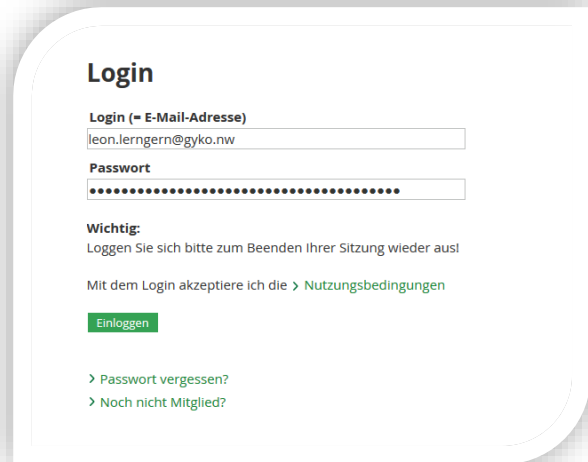 Login
Login (= E-Mail-Adresse)
leon.lerngern@gyko.nw
Passwort
●●●●●●●●●●●●●●●●●●●●●●●●●●●●●●●●●●●●●●●
Wichtig:
Loggen Sie sich bitte zum Beenden Ihrer Sitzung wieder aus!
Mit dem Login akzeptiere ich die > Nutzungsbedingungen
Einloggen
> Passwort vergessen?
> Noch nicht Mitglied?